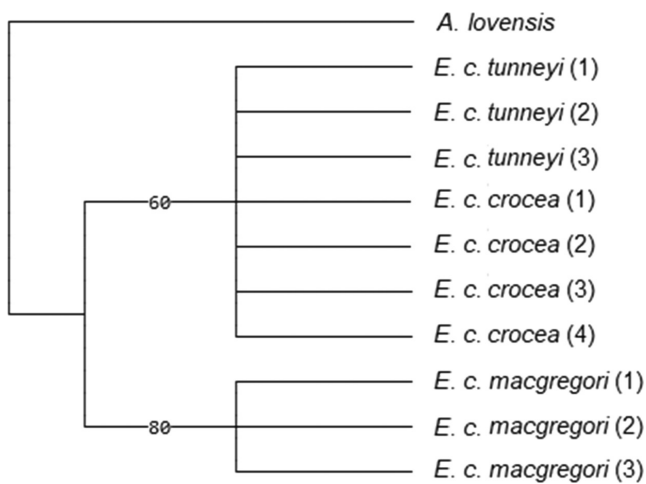 A. lovensis
E. c. tunneyi (1)
E. c. tunneyi (2)
E. c. tunneyi (3)
60
E. c. crocea (1)
E. c. crocea (2)
E. c. crocea (3)
E. c. crocea (4)
E. c. macgregori (1)
80
E. c. macgregori (2)
E. c. macgregori (3)